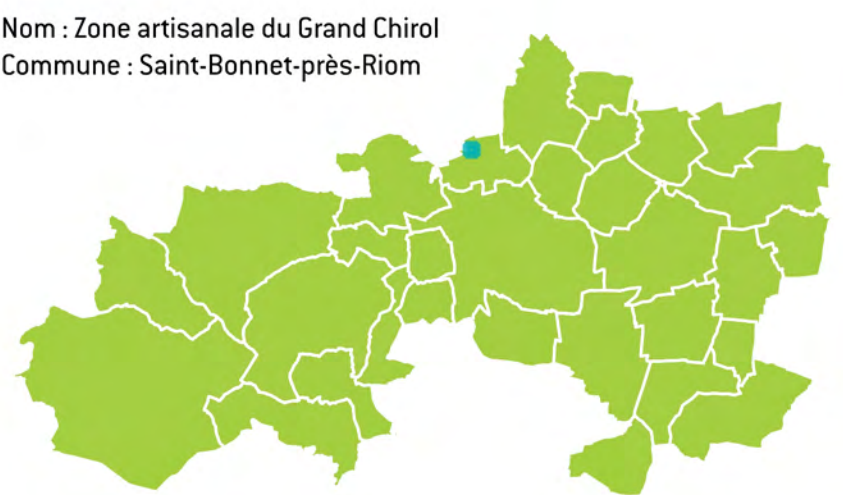 Nom : Zone artisanale du Grand Chirol
Commune : Saint-Bonnet-près-Riom